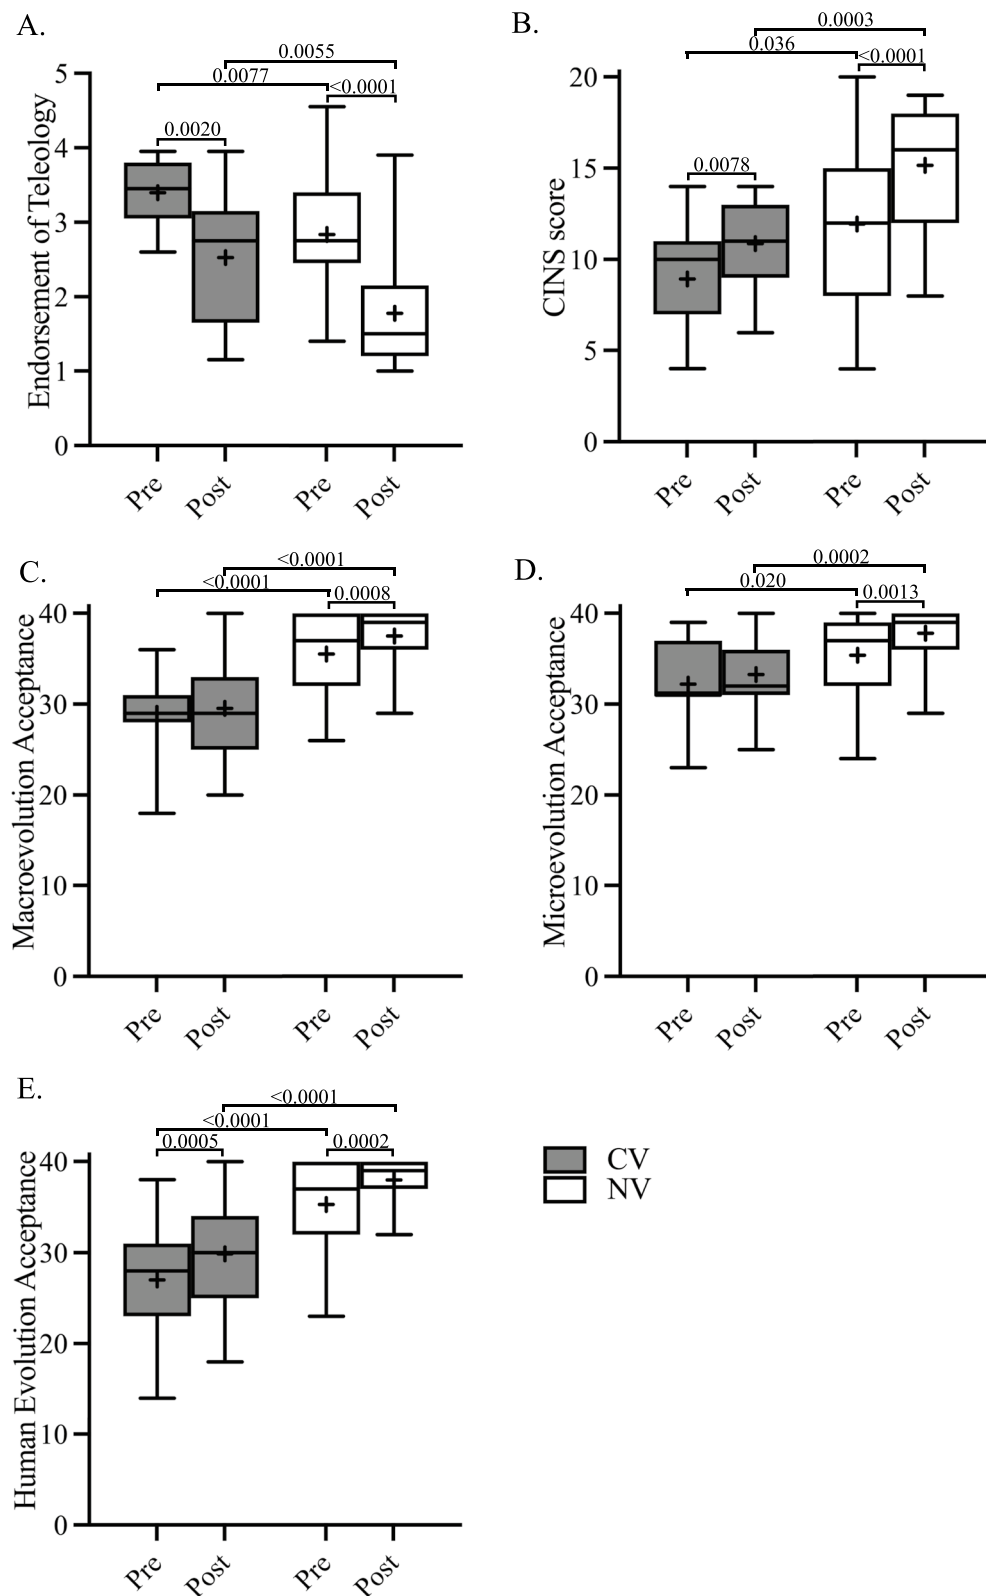 A.
0.0055
0.0077
<0.0001
0.0020
Endorsement of Teleology
5
4
3
2
1
0
Pre
Post
Pre
Post
B.
0.0003
0.036
<0.0001
0.0078
CINS score
20
15
10
5
0
Pre
Post
Pre
Post
C.
<0.0001
<0.0001
0.0008
Macroevolution Acceptance
40
30
20
10
0
Pre
Post
Pre
Post
D.
0.0002
0.020
0.0013
Microevolution Acceptance
40
30
20
10
0
Pre
Post
Pre
Post
E.
<0.0001
<0.0001
0.0005
0.0002
Human Evolution Acceptance
40
30
20
10
0
Pre
Post
Pre
Post
CV
NV